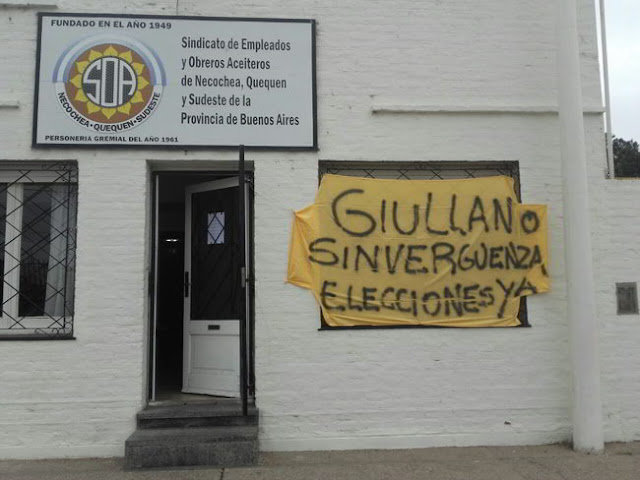 FUNDADO EN EL AÑO 1949
SOA
NECOCHEA • QUEQUEN • SUDESTE
Sindicato de Empleados
y Obreros Aceiteros
de Necochea, Quequen
y Sudeste de la
Provincia de Buenos Aires
PERSONERIA GREMIAL DEL AÑO 1961
GIULLANO
SINVERGUENZA
ELECCIONES YA